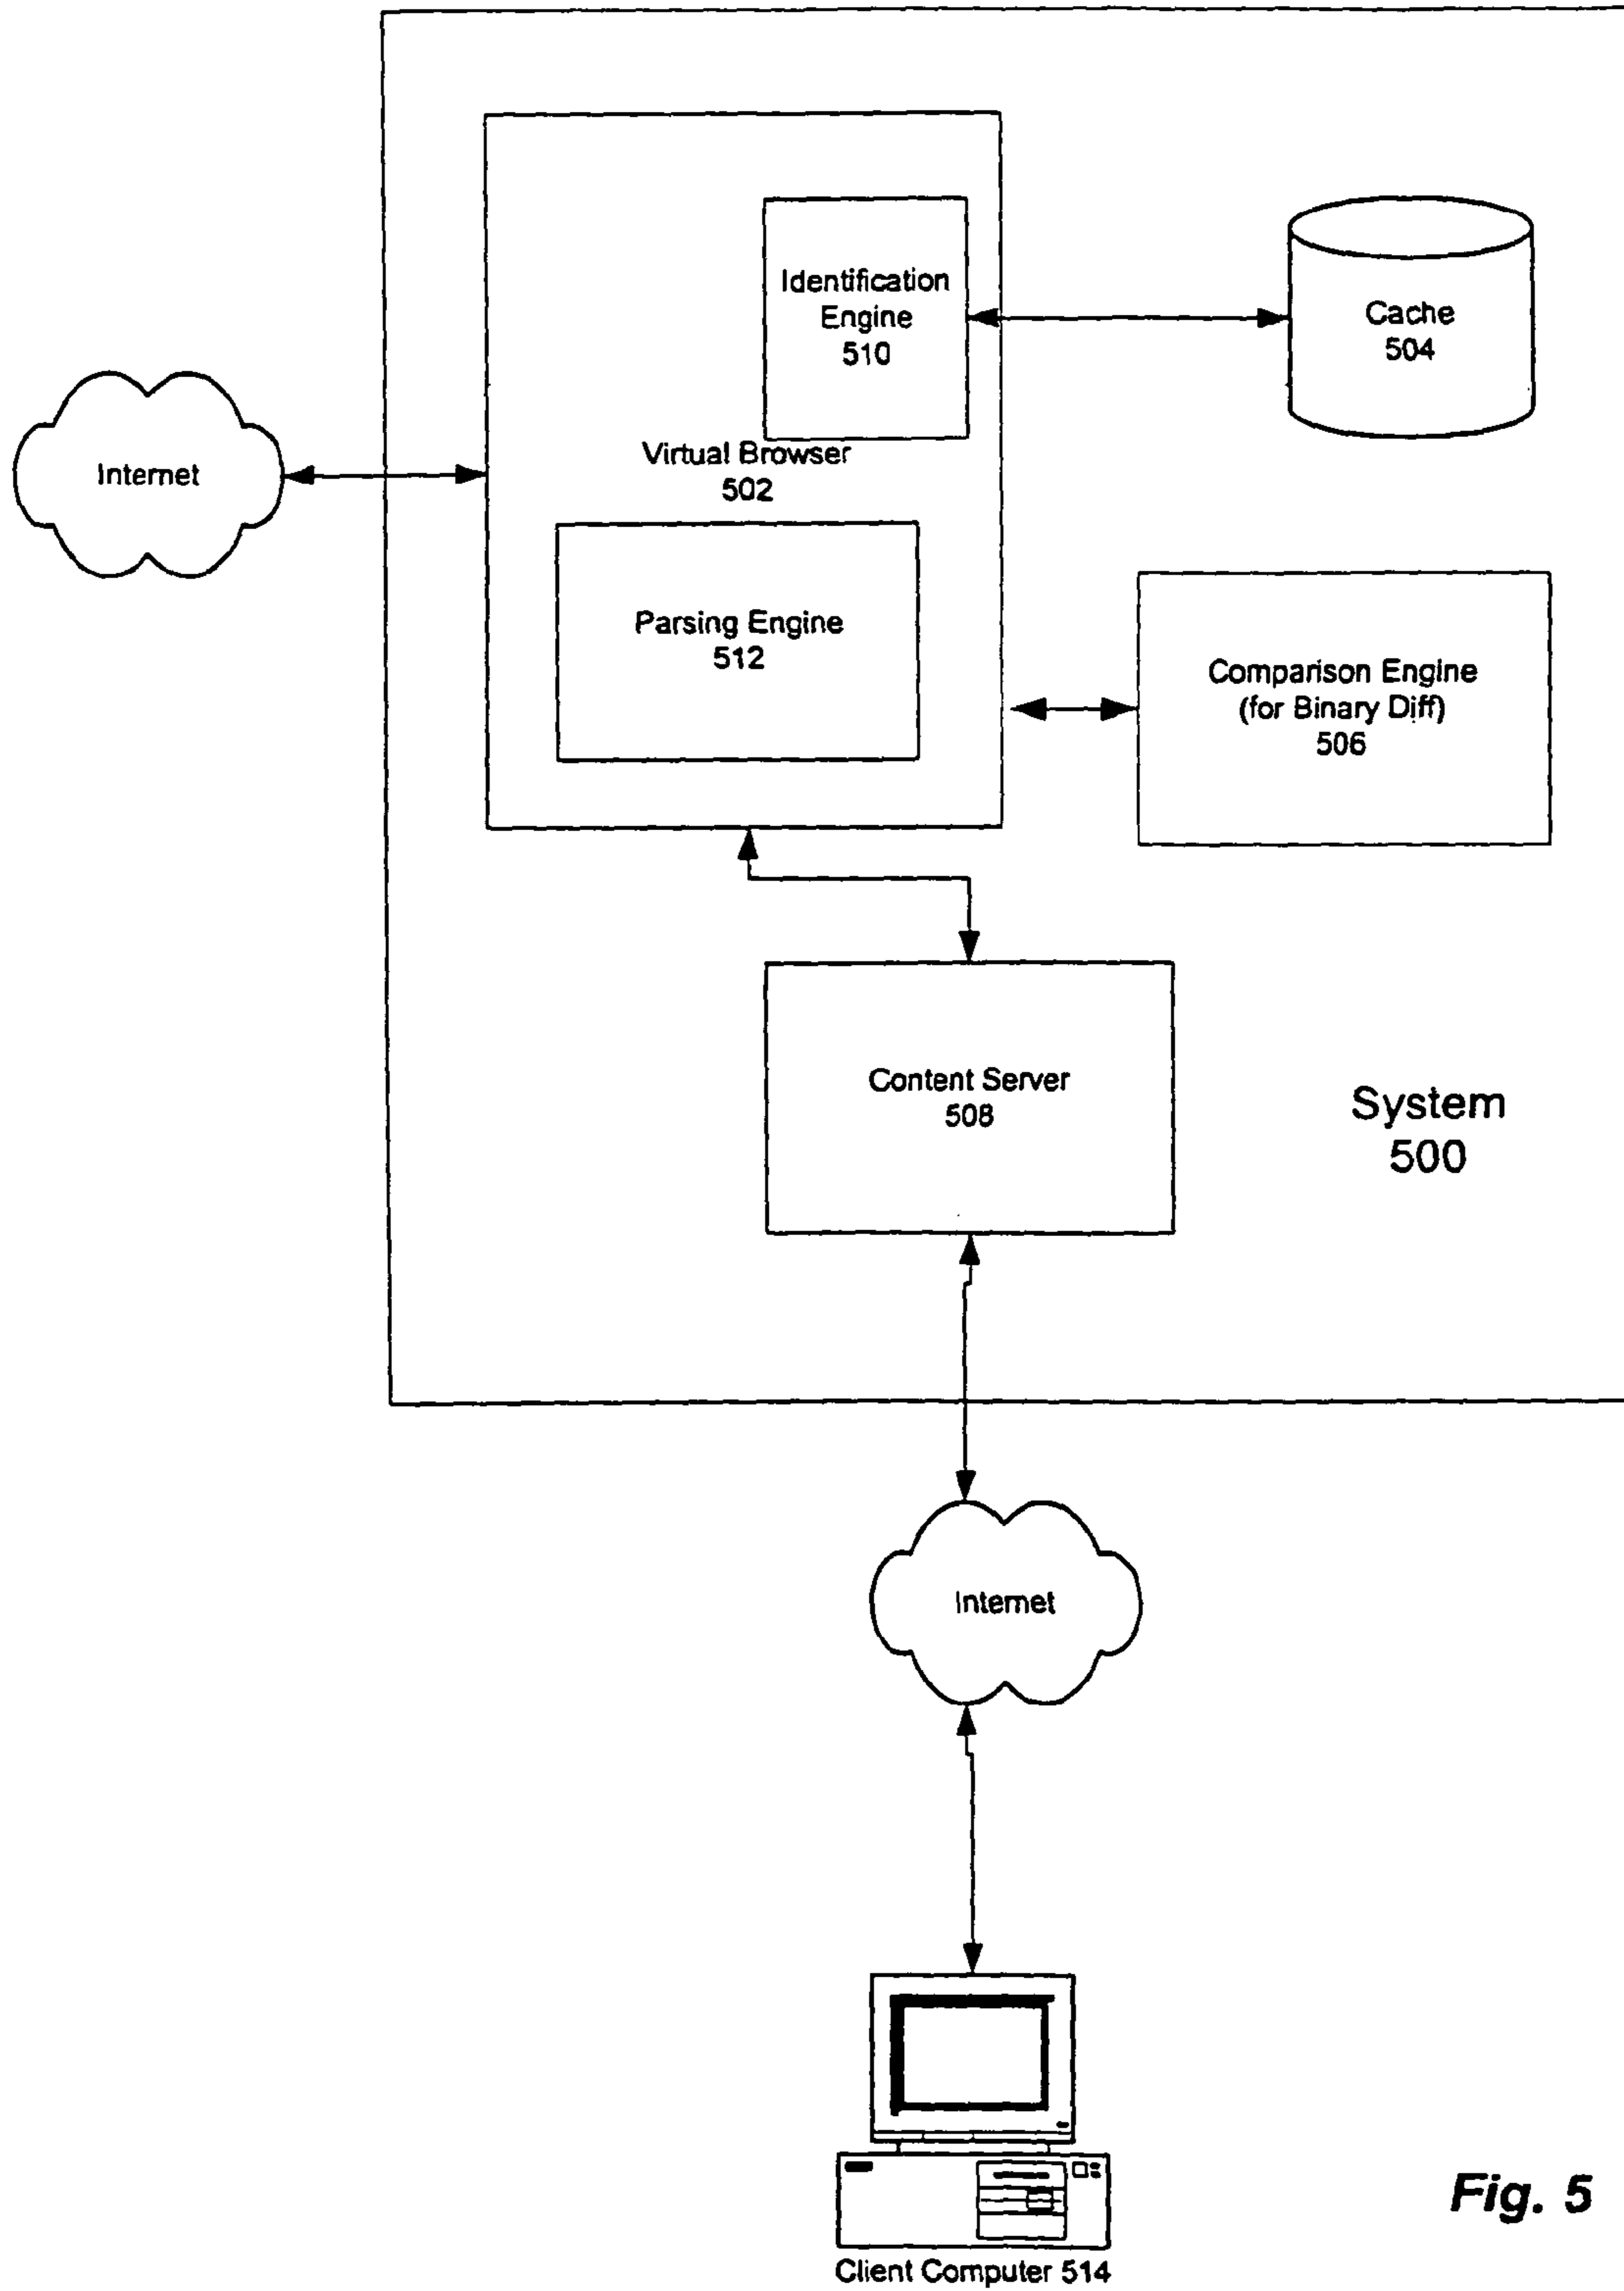 Identification
Engine
510
Cache
504
Internet
Virtual Browser
502
Parsing Engine
512
Comparison Engine
(for Binary Diff)
506
Content Server
508
System
500
Internet
Client Computer 514
Fig. 5